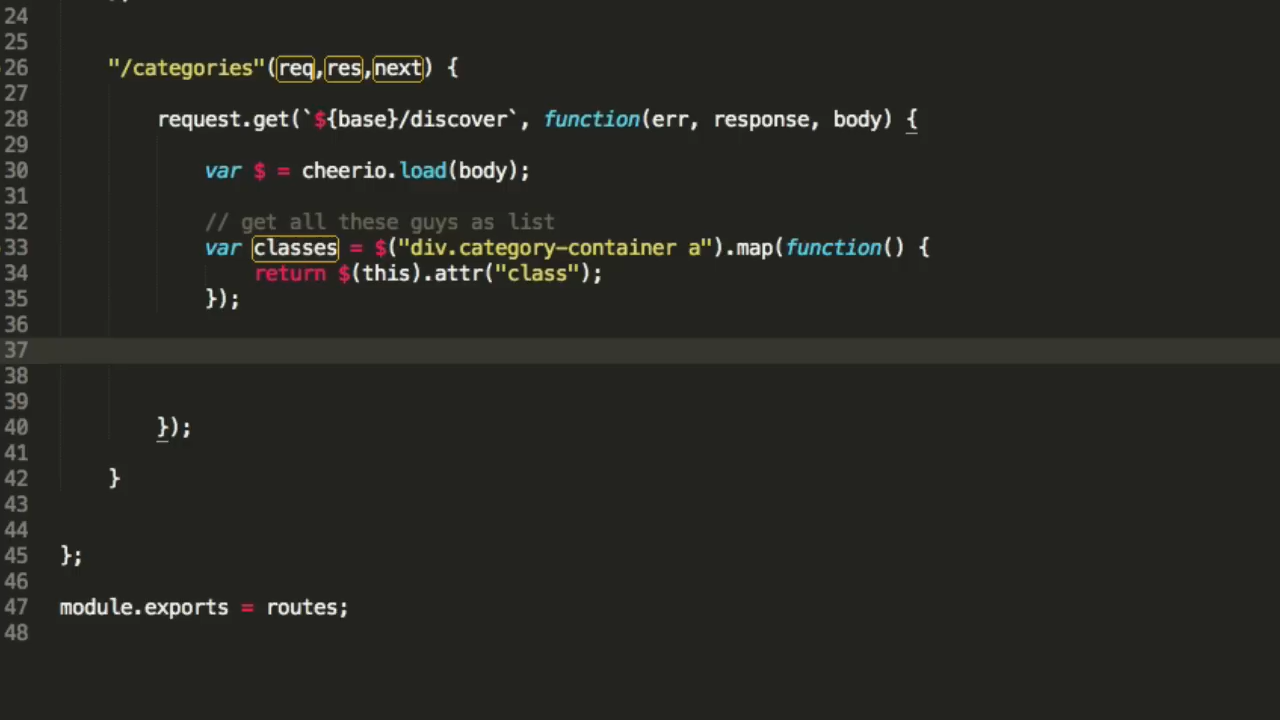 24
25
26 "/categories"(req,res,next) {
27
28 request.get(`${base}/discover`, function(err, response, body) {
29
30 var $ = cheerio.load(body);
31
32 // get all these guys as list
33 var classes = $("div.category-container a").map(function() {
34 return $(this).attr("class");
35 });
36
37
38
39
40 });
41
42 }
43
44
45 };
46
47 module.exports = routes;
48